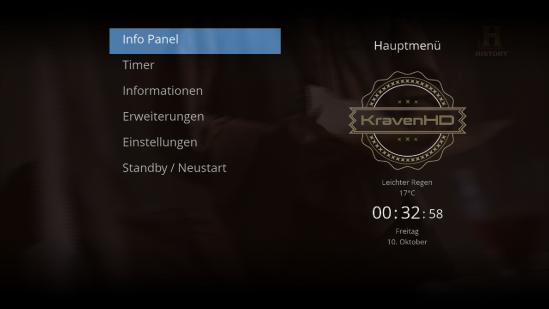 Info Panel
Timer
Informationen
Erweiterungen
Einstellungen
Standby / Neustart
Hauptmenü
H
HISTORY
KravenHD
Leichter Regen
17°C
00:32:58
Freitag
10. Oktober